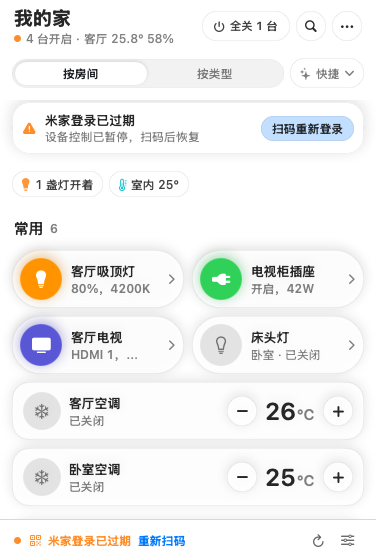 我的家
4 台开启 · 客厅 25.8° 58%
全关 1 台
按房间
按类型
快捷
米家登录已过期
设备控制已暂停，扫码后恢复
扫码重新登录
1 盏灯开着
室内 25°
常用 6
客厅吸顶灯
80%，4200K
电视柜插座
开启，42W
客厅电视
HDMI 1，...
床头灯
卧室 · 已关闭
客厅空调
已关闭
26°C
卧室空调
已关闭
25°C
米家登录已过期 重新扫码